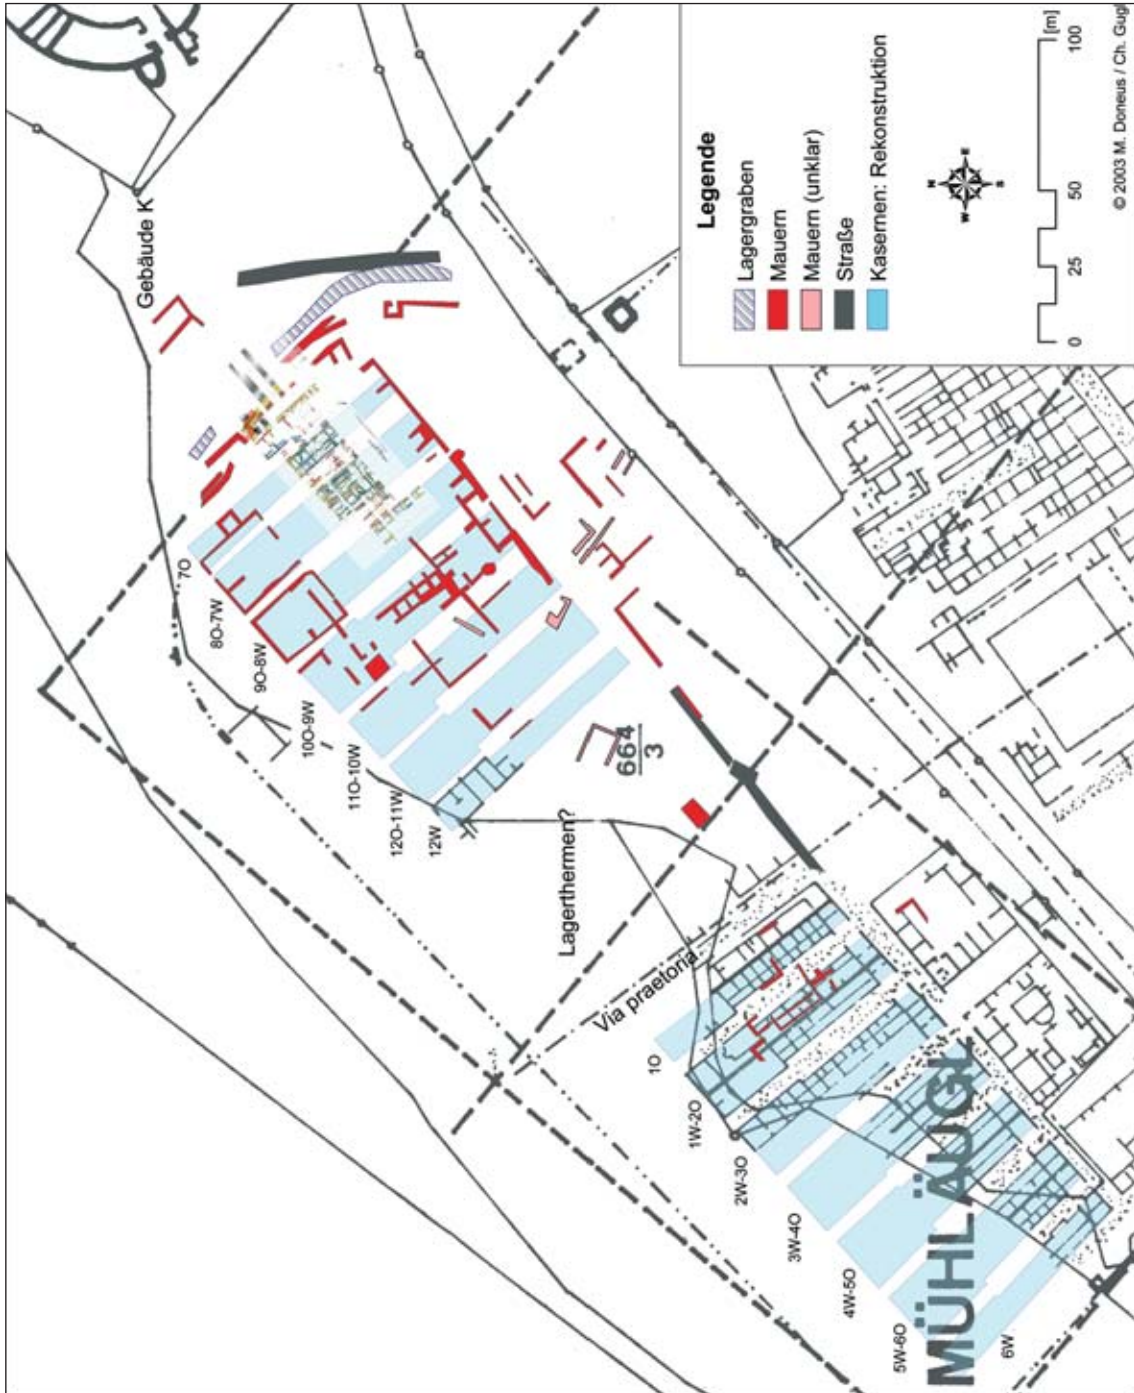 Gebäude K
7O
8O-7W
9O-8W
10O-9W
11O-10W
12O-11W
12W
Lagerthermen?
664
3
Via praetoria
1O
1W-2O
2W-3O
3W-4O
4W-5O
5W-6O
6W
MÜHLÄUGL
Legende
Lagergraben
Mauern
Mauern (unklar)
Straße
Kasernen: Rekonstruktion
N
W
E
S
0
25
50
100
[m]
© 2003 M. Doneus / Ch. Gugl